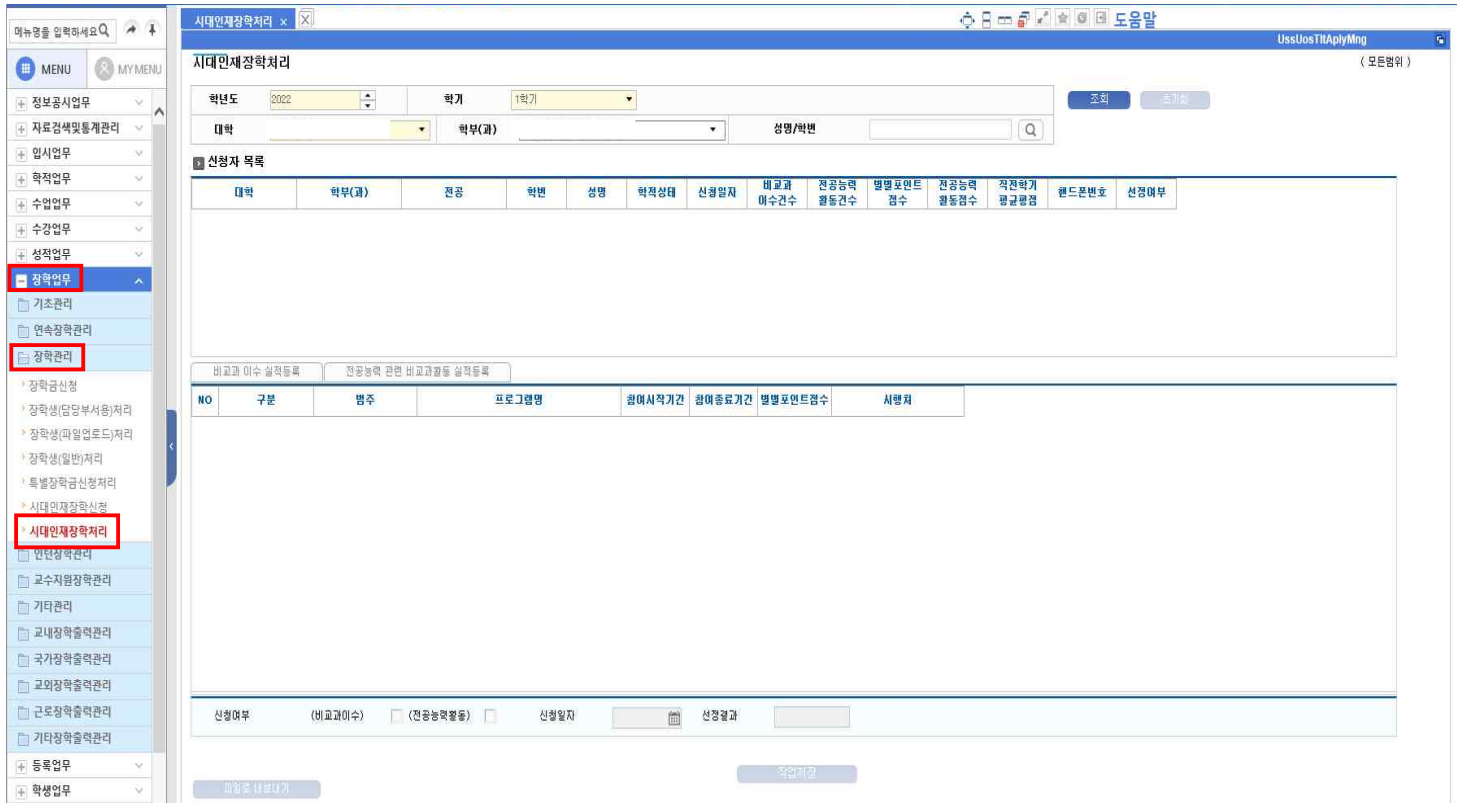 메뉴명을 입력하세요
MENU
MY MENU
정보공시업무
자료검색및통계관리
입시업무
학적업무
수업업무
수강업무
성적업무
장학업무
기초관리
연속장학관리
장학관리
장학금신청
장학생(담당부서용)처리
장학생(파일업로드)처리
장학생(일반)처리
특별장학금신청처리
시대인재장학신청
시대인재장학처리
인턴장학관리
교수지원장학관리
기타관리
교내장학출력관리
국가장학출력관리
교외장학출력관리
근로장학출력관리
기타장학출력관리
등록업무
학생업무
시대인재장학처리 x X
도움말
UssUosTltAplyMng
시대인재장학처리
( 모든범위 )
학년도 2022 학기 1학기 조회 초기화
대학 학부(과) 성명/학번
신청자 목록
대학 학부(과) 전공 학번 성명 학적상태 신청일자 비교과 이수건수 전공능력 활동건수 별별포인트 점수 전공능력 활동점수 직전학기 평균평점 핸드폰번호 선정여부
비교과 이수 실적등록 전공능력 관련 비교과활동 실적등록
NO 구분 범주 프로그램명 참여시작기간 참여종료기간 별별포인트점수 시행처
신청여부 (비교과이수) (전공능력활동) 신청일자 선정결과
작업저장
파일로 내보내기